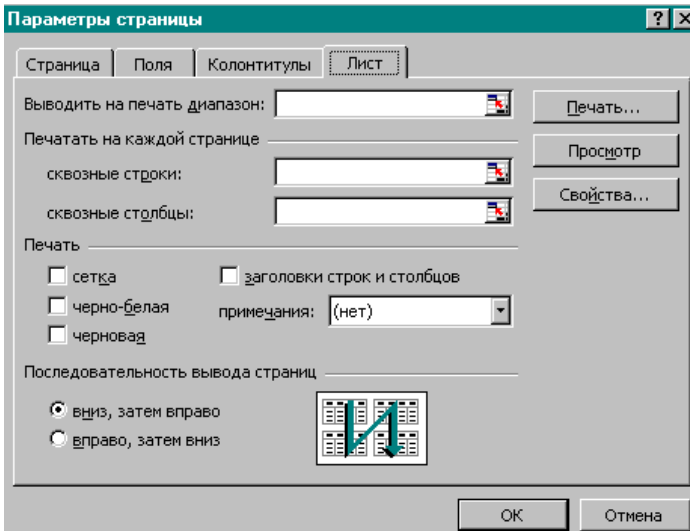 Параметры страницы
Страница Поля Колонтитулы Лист
Выводить на печать диапазон:
Печать...
Печатать на каждой странице
Просмотр
сквозные строки:
Свойства...
сквозные столбцы:
Печать
сетка
заголовки строк и столбцов
черно-белая
примечания: (нет)
черновая
Последовательность вывода страниц
вниз, затем вправо
вправо, затем вниз
ОК Отмена